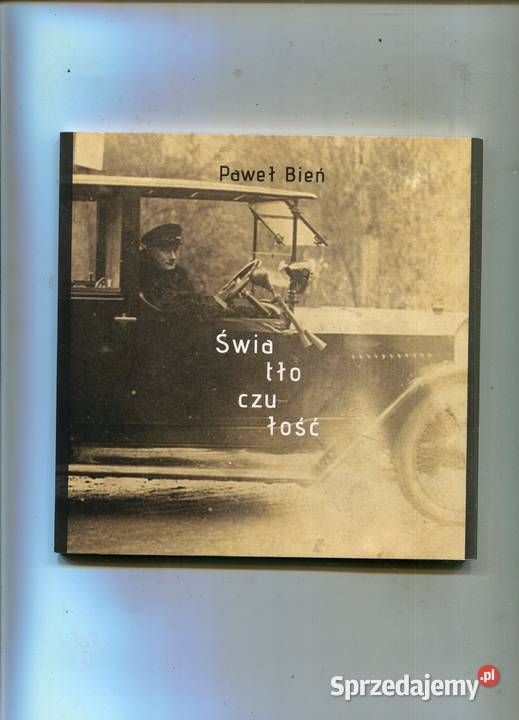 Paweł Bień
Świa
tło
czu
łość
Sprzedajemy.pl